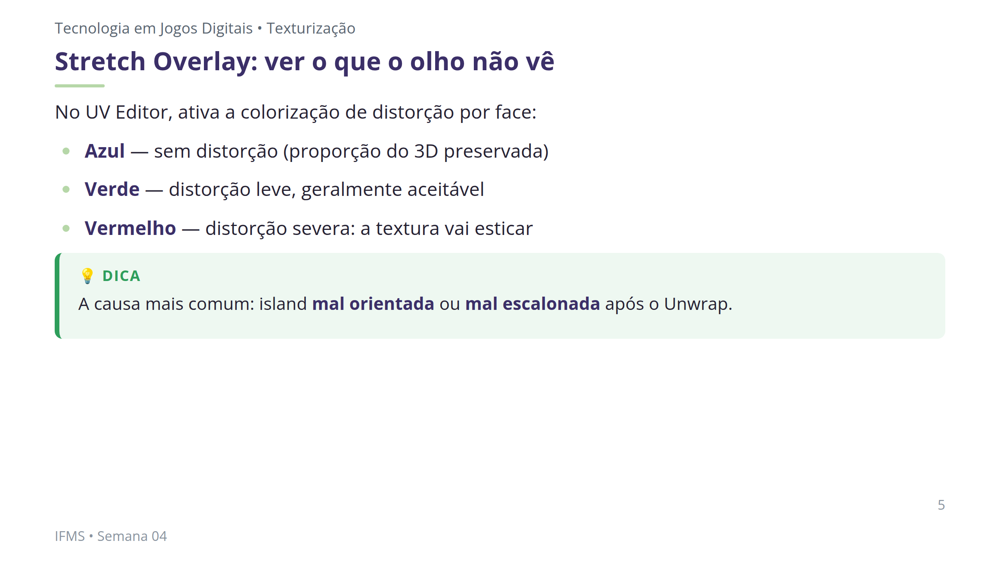 Tecnologia em Jogos Digitais • Texturização
Stretch Overlay: ver o que o olho não vê
No UV Editor, ativa a colorização de distorção por face:
• Azul — sem distorção (proporção do 3D preservada)
• Verde — distorção leve, geralmente aceitável
• Vermelho — distorção severa: a textura vai esticar
💡 DICA
A causa mais comum: island mal orientada ou mal escalonada após o Unwrap.
5
IFMS • Semana 04